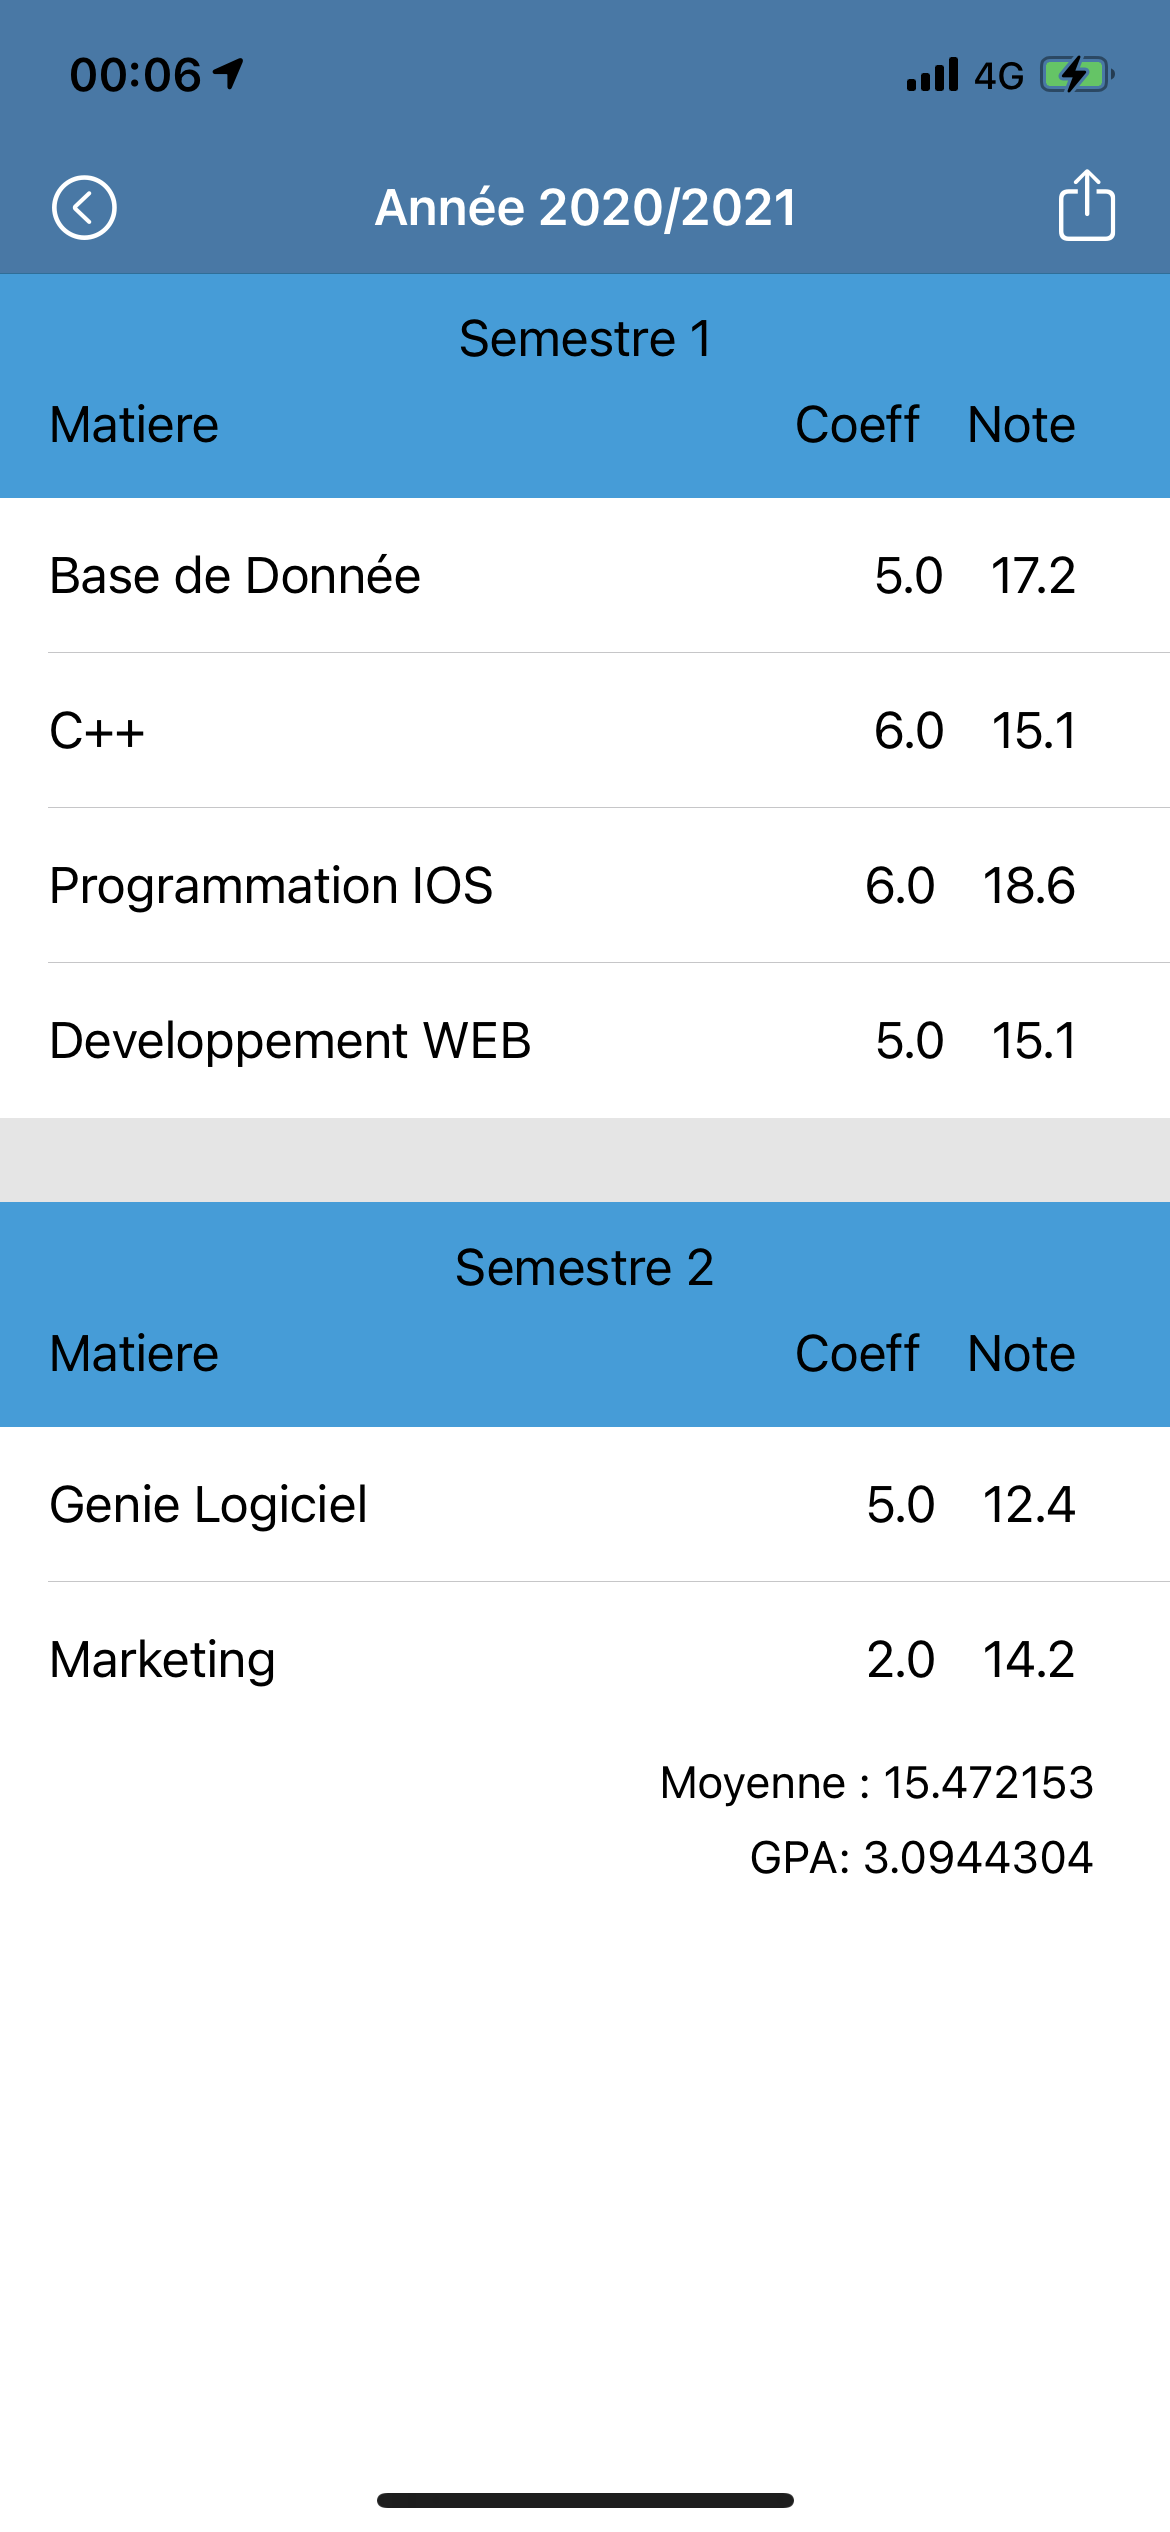 00:06
4G
Année 2020/2021
Semestre 1
Matiere Coeff Note
Base de Donnée 5.0 17.2
C++ 6.0 15.1
Programmation IOS 6.0 18.6
Developpement WEB 5.0 15.1
Semestre 2
Matiere Coeff Note
Genie Logiciel 5.0 12.4
Marketing 2.0 14.2
Moyenne : 15.472153
GPA: 3.0944304